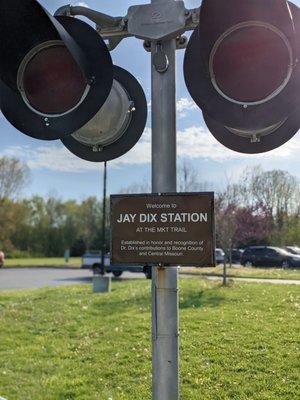 Welcome to
JAY DIX STATION
AT THE MKT TRAIL
Established in honor and recognition of
Dr. Dix's contributions to Boone County
and Central Missouri